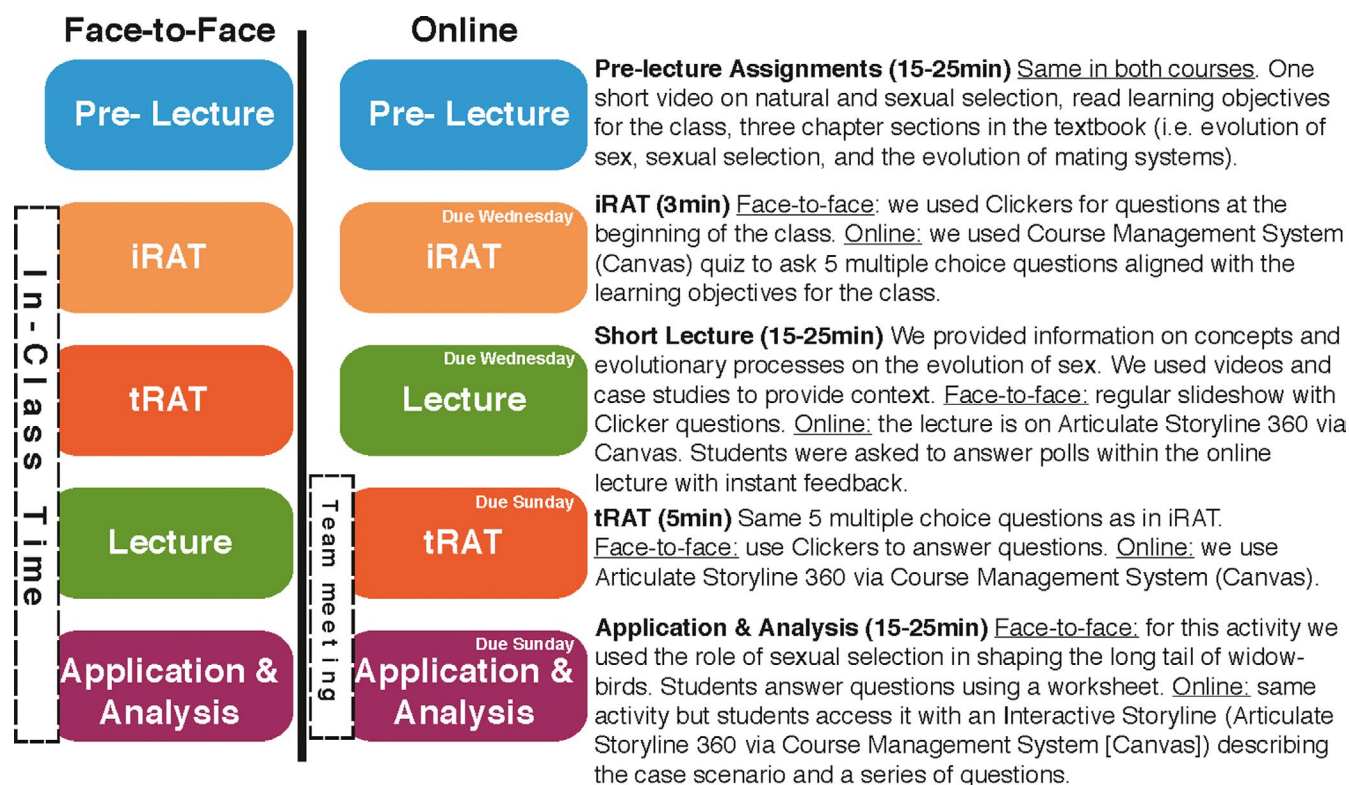 Face-to-Face
Pre- Lecture
In-Class Time
iRAT
tRAT
Lecture
Application &
Analysis
Online
Pre- Lecture
Due Wednesday
iRAT
Due Wednesday
Lecture
Team meeting
Due Sunday
tRAT
Due Sunday
Application &
Analysis
Pre-lecture Assignments (15-25min) Same in both courses. One
short video on natural and sexual selection, read learning objectives
for the class, three chapter sections in the textbook (i.e. evolution of
sex, sexual selection, and the evolution of mating systems).
iRAT (3min) Face-to-face: we used Clickers for questions at the
beginning of the class. Online: we used Course Management System
(Canvas) quiz to ask 5 multiple choice questions aligned with the
learning objectives for the class.
Short Lecture (15-25min) We provided information on concepts and
evolutionary processes on the evolution of sex. We used videos and
case studies to provide context. Face-to-face: regular slideshow with
Clicker questions. Online: the lecture is on Articulate Storyline 360 via
Canvas. Students were asked to answer polls within the online
lecture with instant feedback.
tRAT (5min) Same 5 multiple choice questions as in iRAT.
Face-to-face: use Clickers to answer questions. Online: we use
Articulate Storyline 360 via Course Management System (Canvas).
Application & Analysis (15-25min) Face-to-face: for this activity we
used the role of sexual selection in shaping the long tail of widow-
birds. Students answer questions using a worksheet. Online: same
activity but students access it with an Interactive Storyline (Articulate
Storyline 360 via Course Management System [Canvas]) describing
the case scenario and a series of questions.